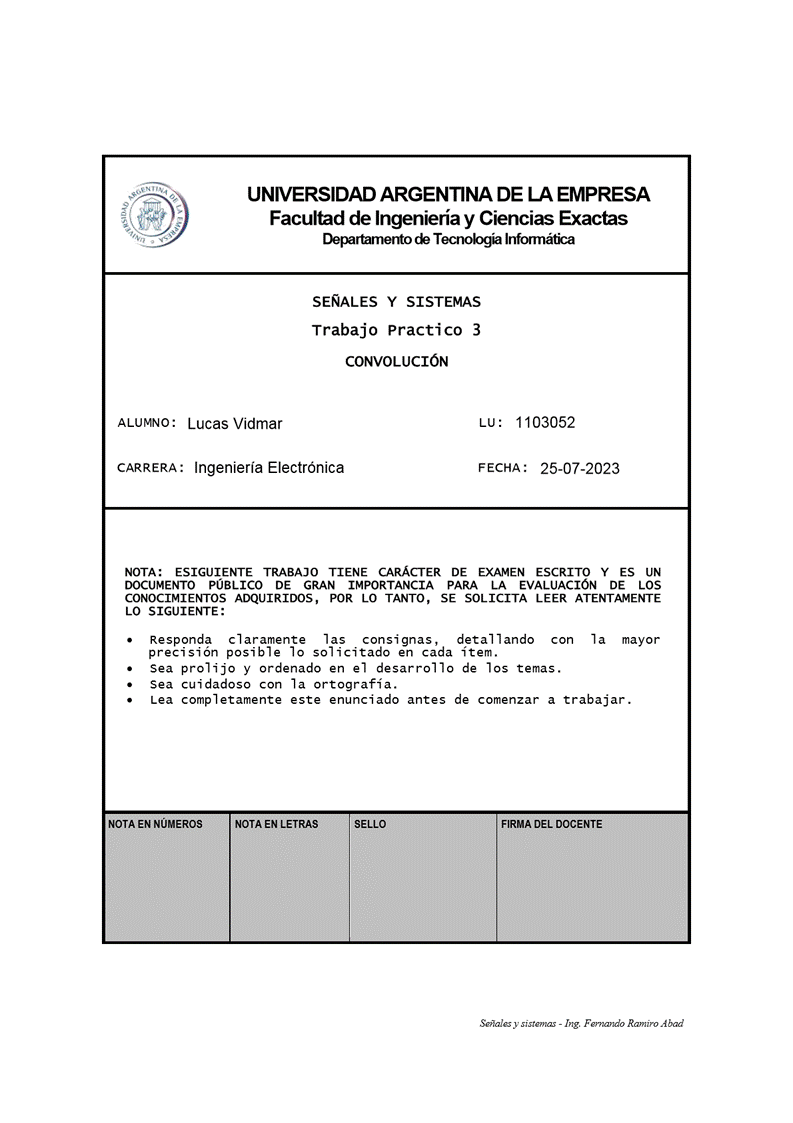 UNIVERSIDAD ARGENTINA DE LA EMPRESA
UNIVERSIDAD ARGENTINA DE LA EMPRESA
Facultad de Ingeniería y Ciencias Exactas
Departamento de Tecnología Informática
SEÑALES Y SISTEMAS
Trabajo Practico 3
CONVOLUCIÓN
ALUMNO: Lucas Vidmar LU: 1103052
CARRERA: Ingeniería Electrónica FECHA: 25-07-2023
NOTA: ESIGUIENTE TRABAJO TIENE CARÁCTER DE EXAMEN ESCRITO Y ES UN
DOCUMENTO PÚBLICO DE GRAN IMPORTANCIA PARA LA EVALUACIÓN DE LOS
CONOCIMIENTOS ADQUIRIDOS, POR LO TANTO, SE SOLICITA LEER ATENTAMENTE
LO SIGUIENTE:
• Responda claramente las consignas, detallando con la mayor
precisión posible lo solicitado en cada ítem.
• Sea prolijo y ordenado en el desarrollo de los temas.
• Sea cuidadoso con la ortografía.
• Lea completamente este enunciado antes de comenzar a trabajar.
NOTA EN NÚMEROS NOTA EN LETRAS SELLO FIRMA DEL DOCENTE
Señales y sistemas - Ing. Fernando Ramiro Abad